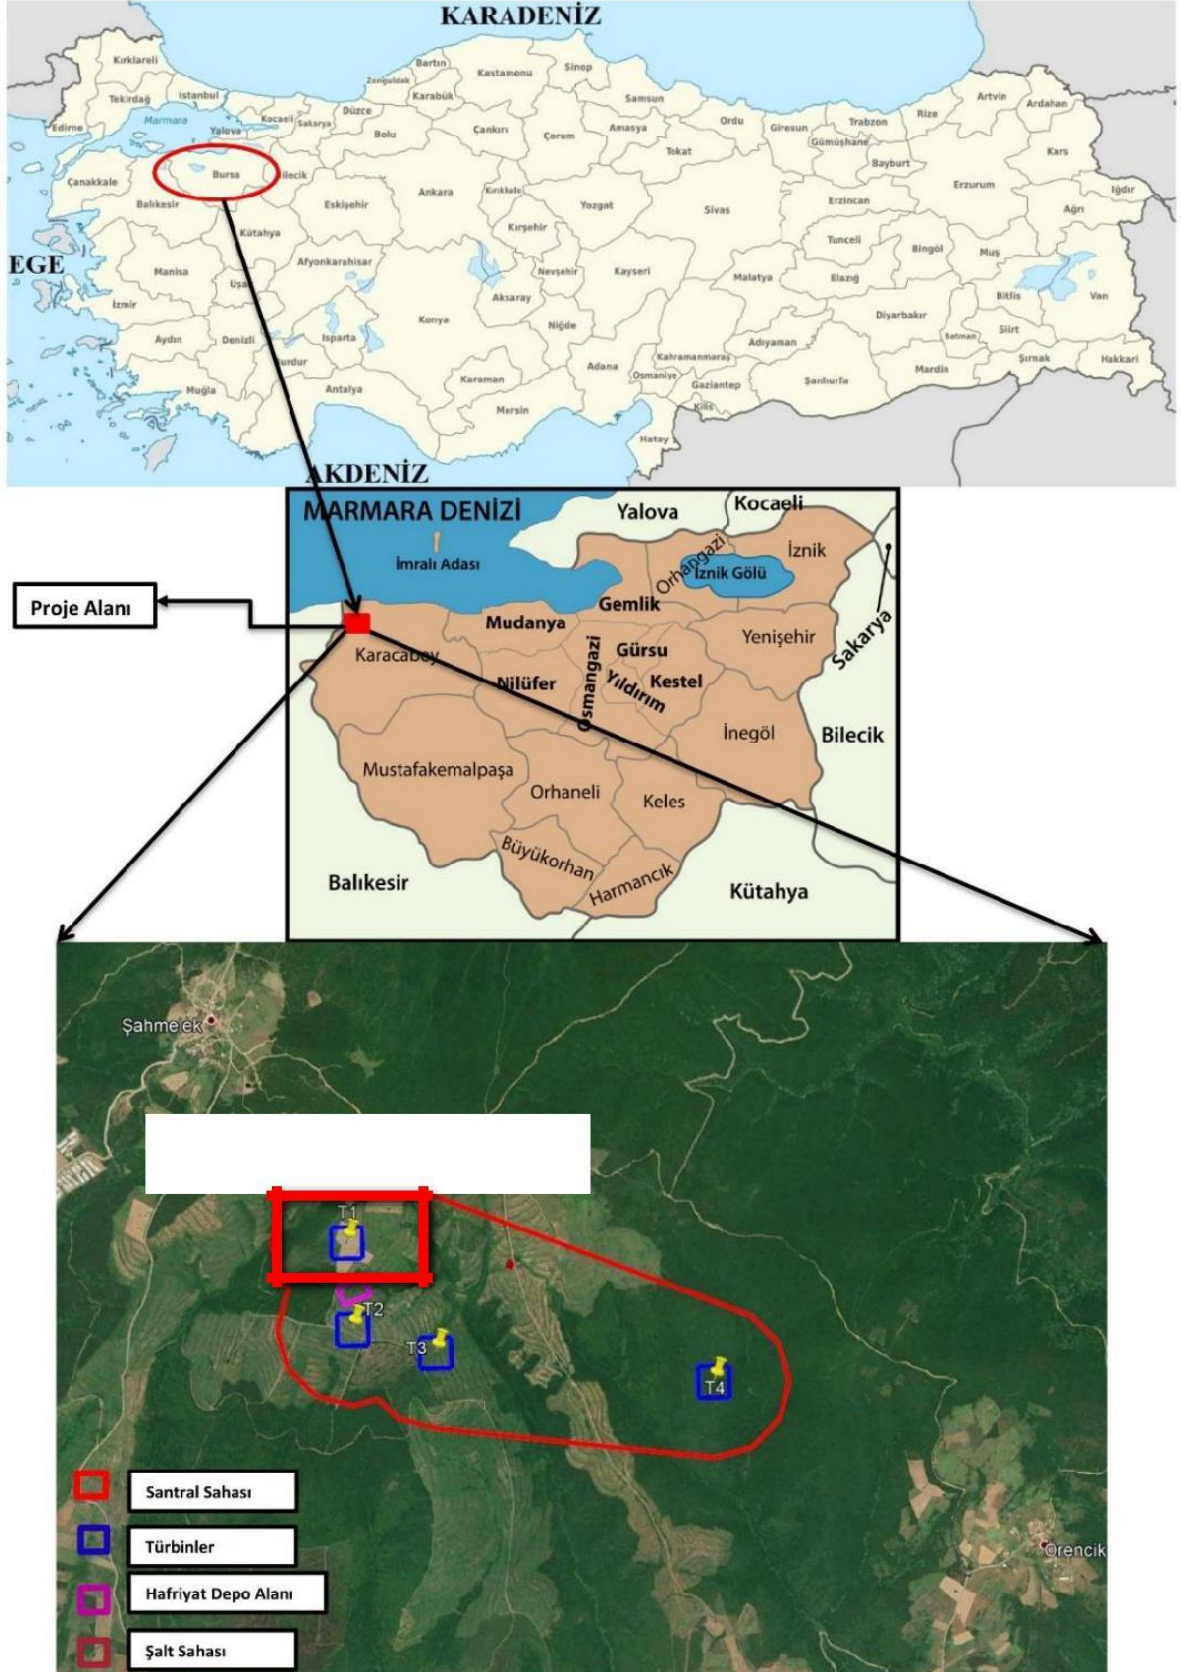 KARADENİZ
Kırklareli
Tekirdağ
İstanbul
Edirne
Marmara
Yalova
Kocaeli
Sakarya
Düzce
Zonguldak
Bartın
Karabük
Kastamonu
Sinop
Samsun
Ordu
Giresun
Trabzon
Rize
Artvin
Ardahan
Kars
Iğdır
Ağrı
Erzurum
Bayburt
Gümüşhane
Tokat
Amasya
Çorum
Çankırı
Bolu
Bursa
ilecik
Çanakkale
Balıkesir
Kütahya
Eskişehir
Ankara
Kırıkkale
Kırşehir
Yozgat
Sivas
Erzincan
Tunceli
Bingöl
Muş
Bitlis
Van
EGE
Manisa
Uşa
Afyonkarahisar
Aksaray
Nevşehir
Kayseri
Malatya
Elazığ
Diyarbakır
Batman
Siirt
Şırnak
Hakkari
İzmir
Aydın
Denizli
Isparta
urdur
Konya
Niğde
Adana
Kahramanmaraş
Osmaniye
Adıyaman
Gaziantep
Kilis
Şanlıurfa
Mardin
Muğla
Antalya
Karaman
Mersin
Hatay
AKDENİZ
MARMARA DENİZİ
Yalova
Kocaeli
İmralı Adası
Orhangazi
İznik Gölü
İznik
Gemlik
Proje Alanı
Mudanya
Karacabey
Nilüfer
Osmangazi
Gürsu
Yıldırım
Kestel
Yenişehir
Sakarya
İnegöl
Bilecik
Mustafakemalpaşa
Orhaneli
Keles
Büyükorhan
Harmancık
Balıkesir
Kütahya
Şahmelek
T1
T2
T3
T4
Santral Sahası
Türbinler
Hafriyat Depo Alanı
Şalt Sahası
Örencik